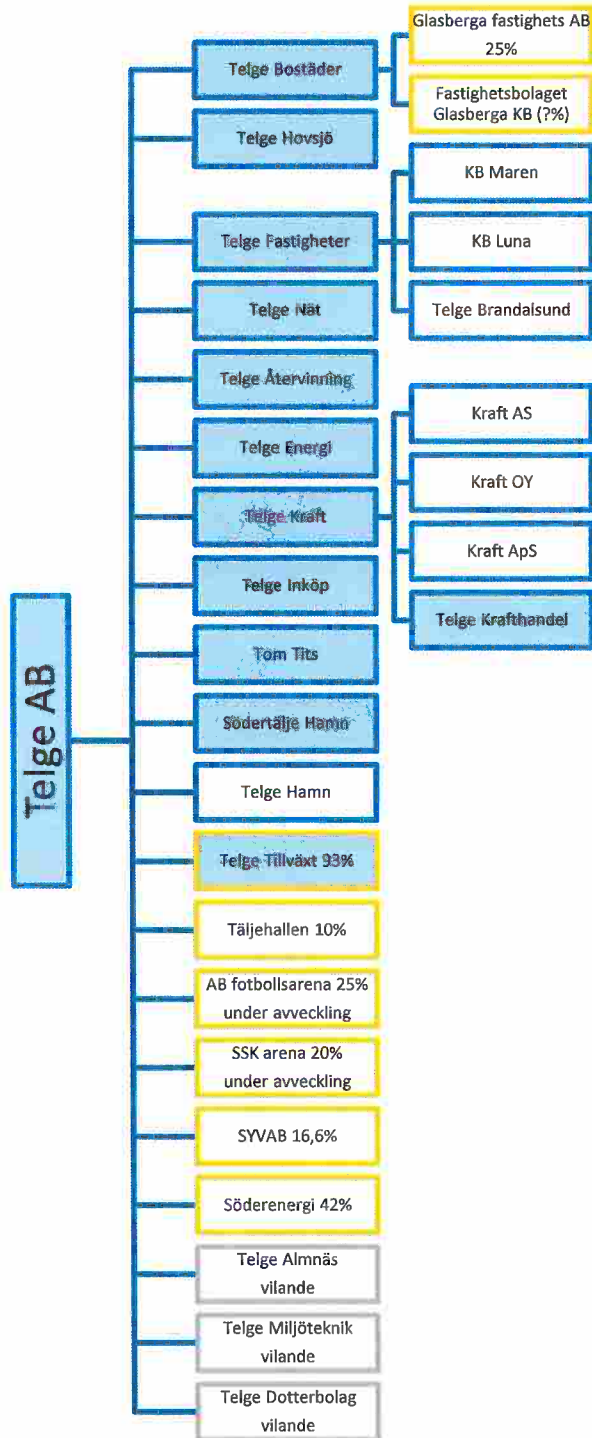 Telge AB
Telge Bostäder
Glasberga fastighets AB
25%
Fastighetsbolaget
Glasberga KB (?%)
Telge Hovsjö
Telge Fastigheter
KB Maren
KB Luna
Telge Brandalsund
Telge Nät
Telge Återvinning
Telge Energi
Telge Kraft
Kraft AS
Kraft OY
Kraft ApS
Telge Krafthandel
Telge Inköp
Tom Tits
Södertälje Hamn
Telge Hamn
Telge Tillväxt 93%
Täljehallen 10%
AB fotbollsarena 25%
under avveckling
SSK arena 20%
under avveckling
SYVAB 16,6%
Söderenergi 42%
Telge Almnäs
vilande
Telge Miljöteknik
vilande
Telge Dotterbolag
vilande